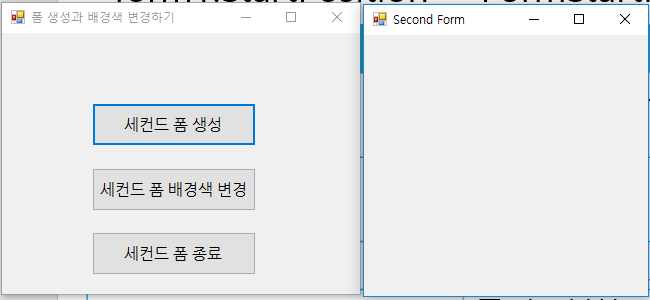 폼 생성과 배경색 변경하기
Second Form
세컨드 폼 생성
세컨드 폼 배경색 변경
세컨드 폼 종료